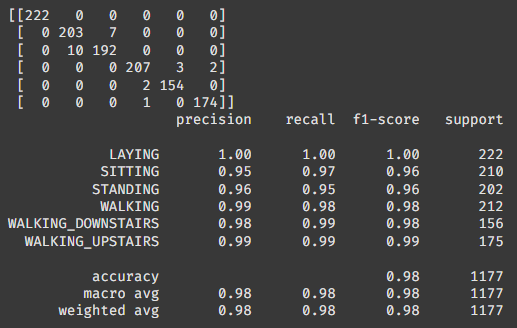 [[222   0   0   0   0   0]
 [  0 203   7   0   0   0]
 [  0  10 192   0   0   0]
 [  0   0   0 207   3   2]
 [  0   0   0   2 154   0]
 [  0   0   0   1   0 174]]
                    precision    recall  f1-score   support

            LAYING       1.00      1.00      1.00       222
           SITTING       0.95      0.97      0.96       210
          STANDING       0.96      0.95      0.96       202
           WALKING       0.99      0.98      0.98       212
WALKING_DOWNSTAIRS       0.98      0.99      0.98       156
  WALKING_UPSTAIRS       0.99      0.99      0.99       175

          accuracy                           0.98      1177
         macro avg       0.98      0.98      0.98      1177
      weighted avg       0.98      0.98      0.98      1177